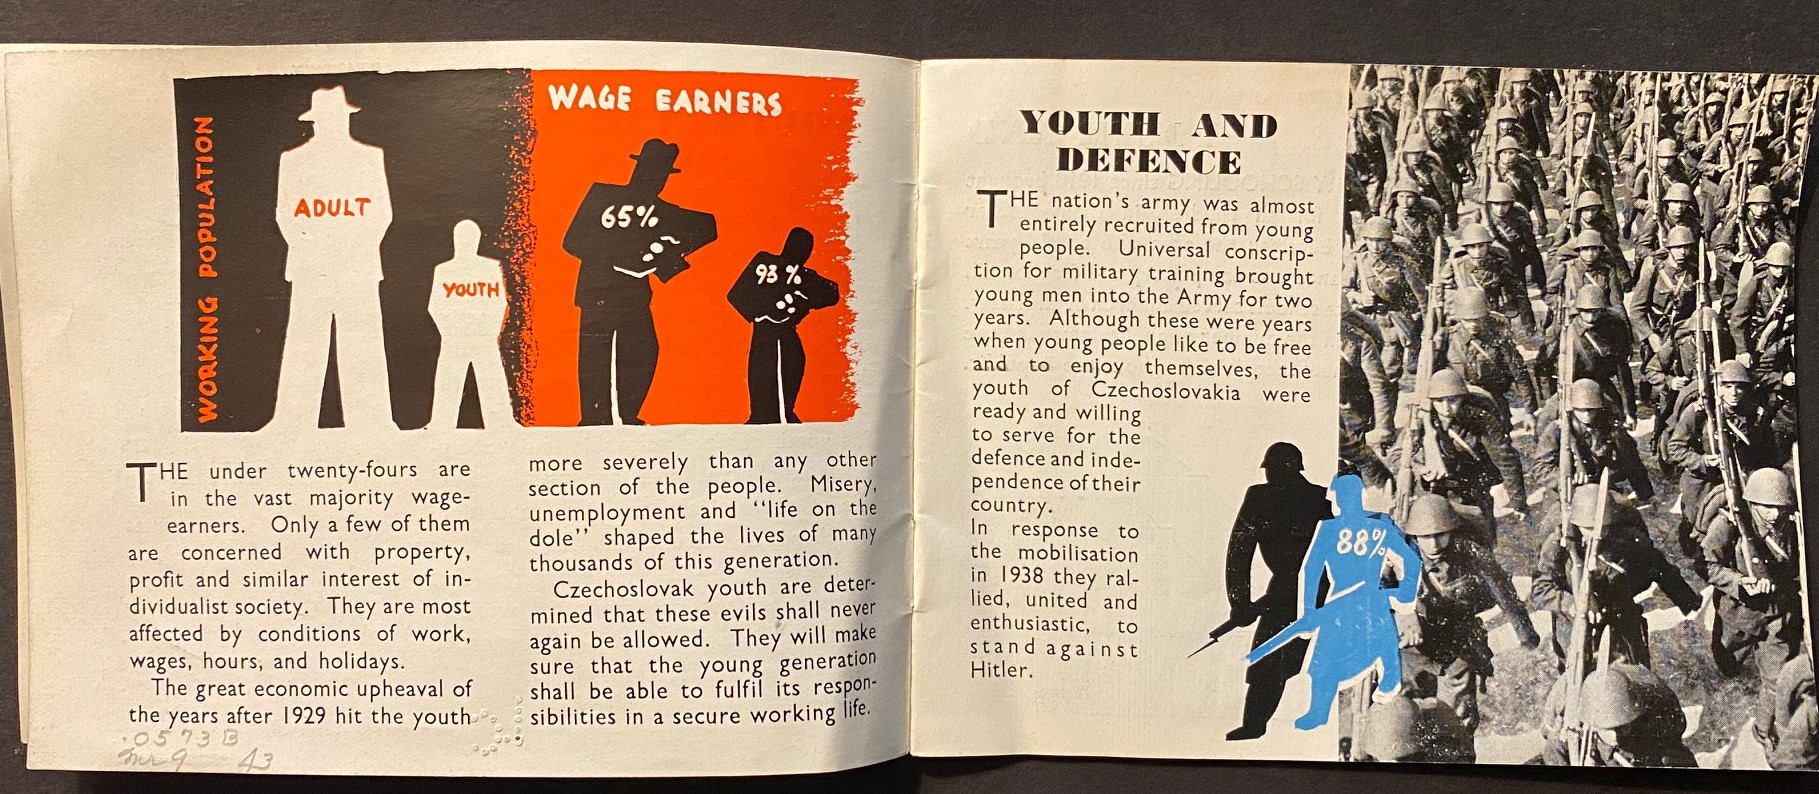 WORKING POPULATION
ADULT
YOUTH
WAGE EARNERS
65%
93 %
THE under twenty-fours are
in the vast majority wage-
earners. Only a few of them
are concerned with property,
profit and similar interest of in-
dividualist society. They are most
affected by conditions of work,
wages, hours, and holidays.
The great economic upheaval of
the years after 1929 hit the youth
more severely than any other
section of the people. Misery,
unemployment and "life on the
dole" shaped the lives of many
thousands of this generation.
Czechoslovak youth are deter-
mined that these evils shall never
again be allowed. They will make
sure that the young generation
shall be able to fulfil its respon-
sibilities in a secure working life.
.0573B
9 43
YOUTH AND
DEFENCE
THE nation's army was almost
entirely recruited from young
people. Universal conscrip-
tion for military training brought
young men into the Army for two
years. Although these were years
when young people like to be free
and to enjoy themselves, the
youth of Czechoslovakia were
ready and willing
to serve for the
defence and inde-
pendence of their
country.
In response to
the mobilisation
in 1938 they ral-
lied, united and
enthusiastic, to
stand against
Hitler.
88%